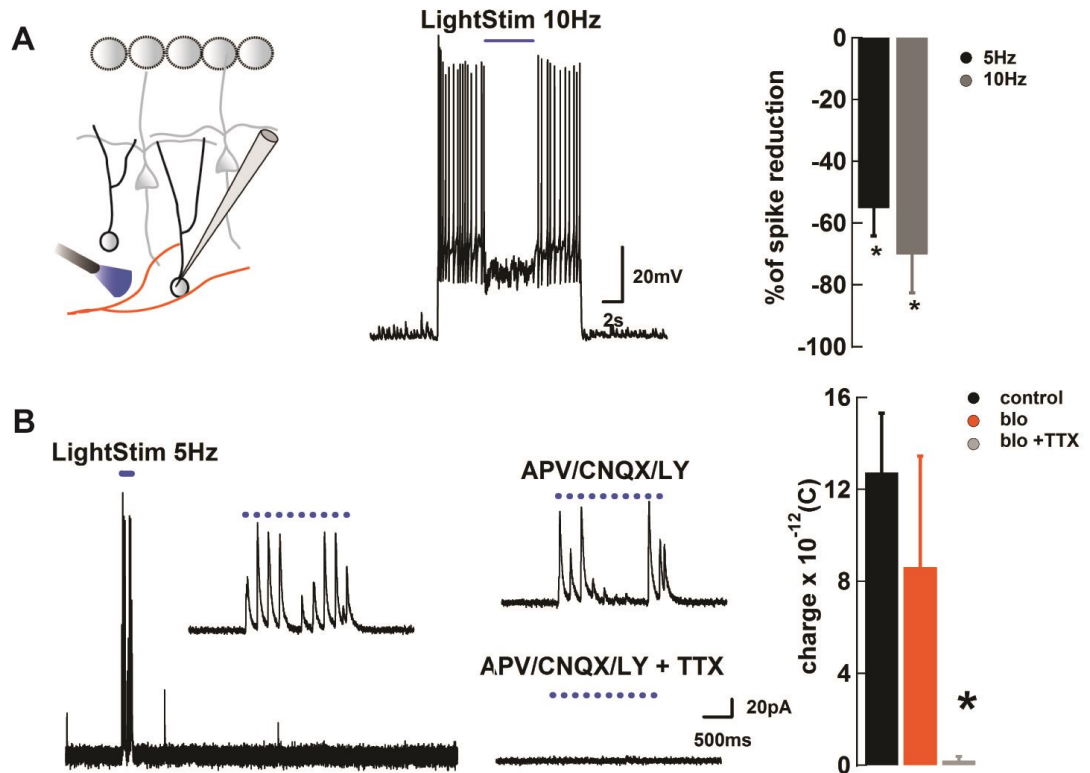 A
LightStim 10Hz
20mV
2s
% of spike reduction
0
-20
-40
-60
-80
-100
5Hz
10Hz
*
*
B
LightStim 5Hz
APV/CNQX/LY
APV/CNQX/LY + TTX
20pA
500ms
charge x 10⁻¹²(C)
16
12
8
4
0
control
blo
blo +TTX
*